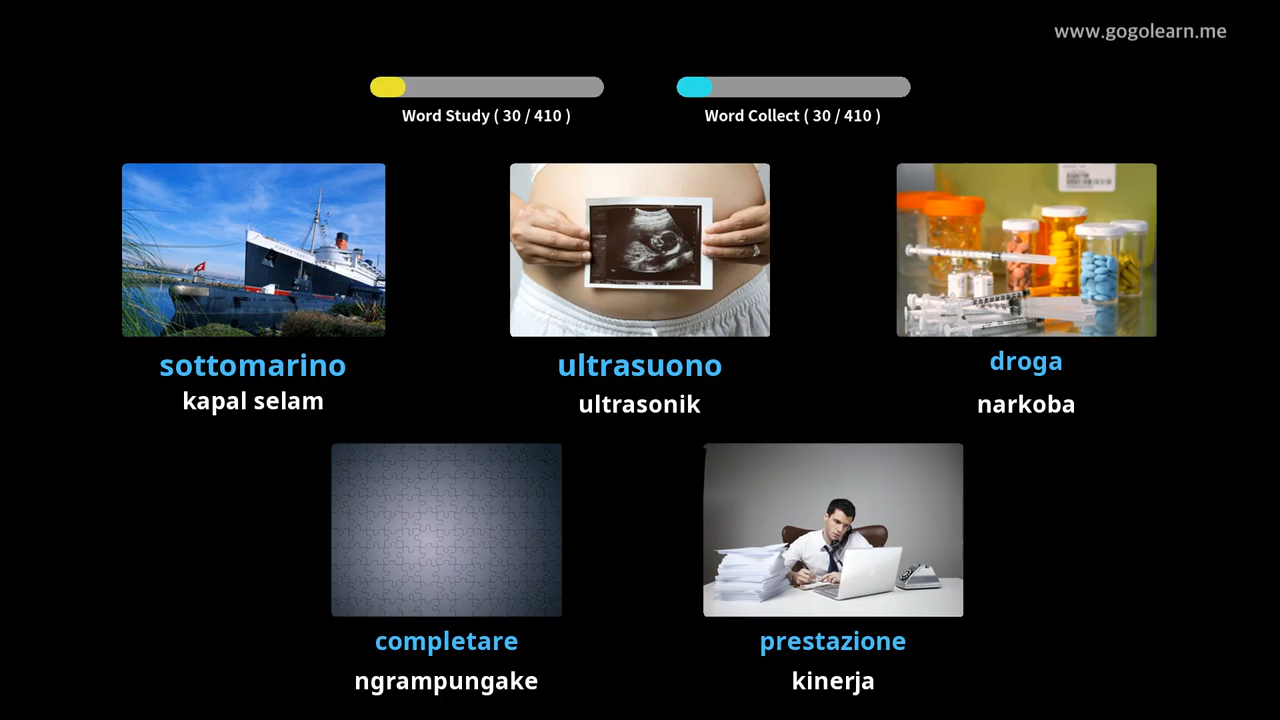 www.gogolearn.me
Word Study ( 30 / 410 )
Word Collect ( 30 / 410 )
sottomarino
kapal selam
ultrasuono
ultrasonik
droga
narkoba
completare
ngrampungake
prestazione
kinerja